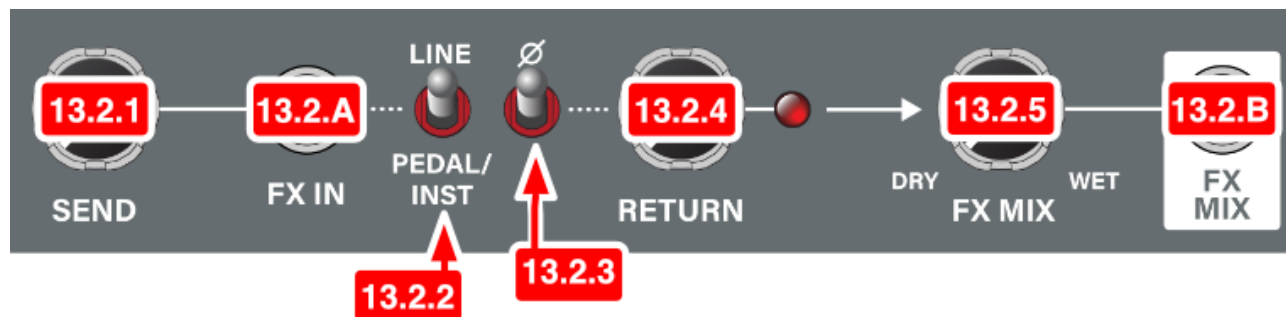 LINE Ø
13.2.1 13.2.A 13.2.4 13.2.5 13.2.B
PEDAL/
INST
FX IN
SEND
RETURN
DRY
WET
FX MIX
FX
MIX
13.2.2
13.2.3